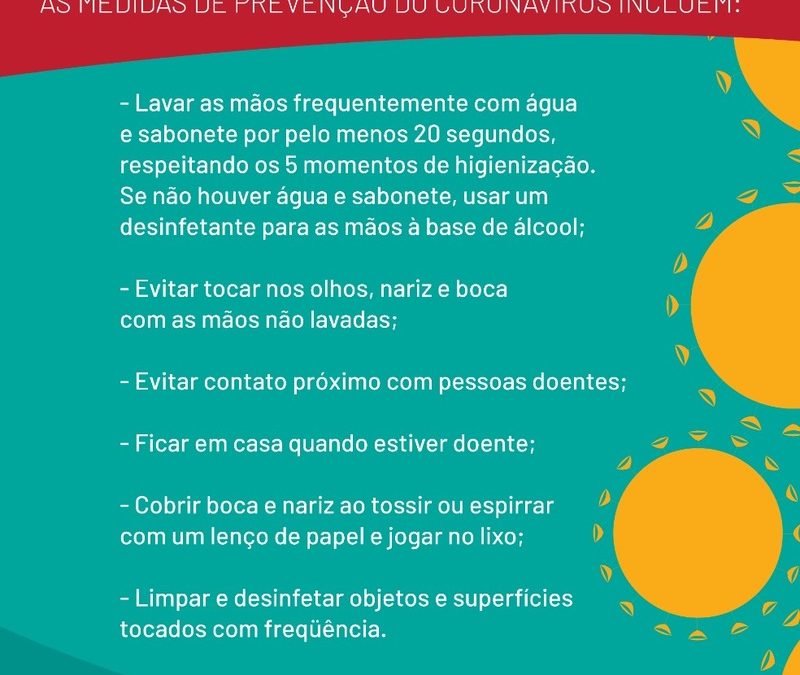 AS MEDIDAS DE PREVENÇÃO DO CORONAVÍRUS INCLUEM:
- Lavar as mãos frequentemente com água
e sabonete por pelo menos 20 segundos,
respeitando os 5 momentos de higienização.
Se não houver água e sabonete, usar um
desinfetante para as mãos à base de álcool;
- Evitar tocar nos olhos, nariz e boca
com as mãos não lavadas;
- Evitar contato próximo com pessoas doentes;
- Ficar em casa quando estiver doente;
- Cobrir boca e nariz ao tossir ou espirrar
com um lenço de papel e jogar no lixo;
- Limpar e desinfetar objetos e superfícies
tocados com freqüência.